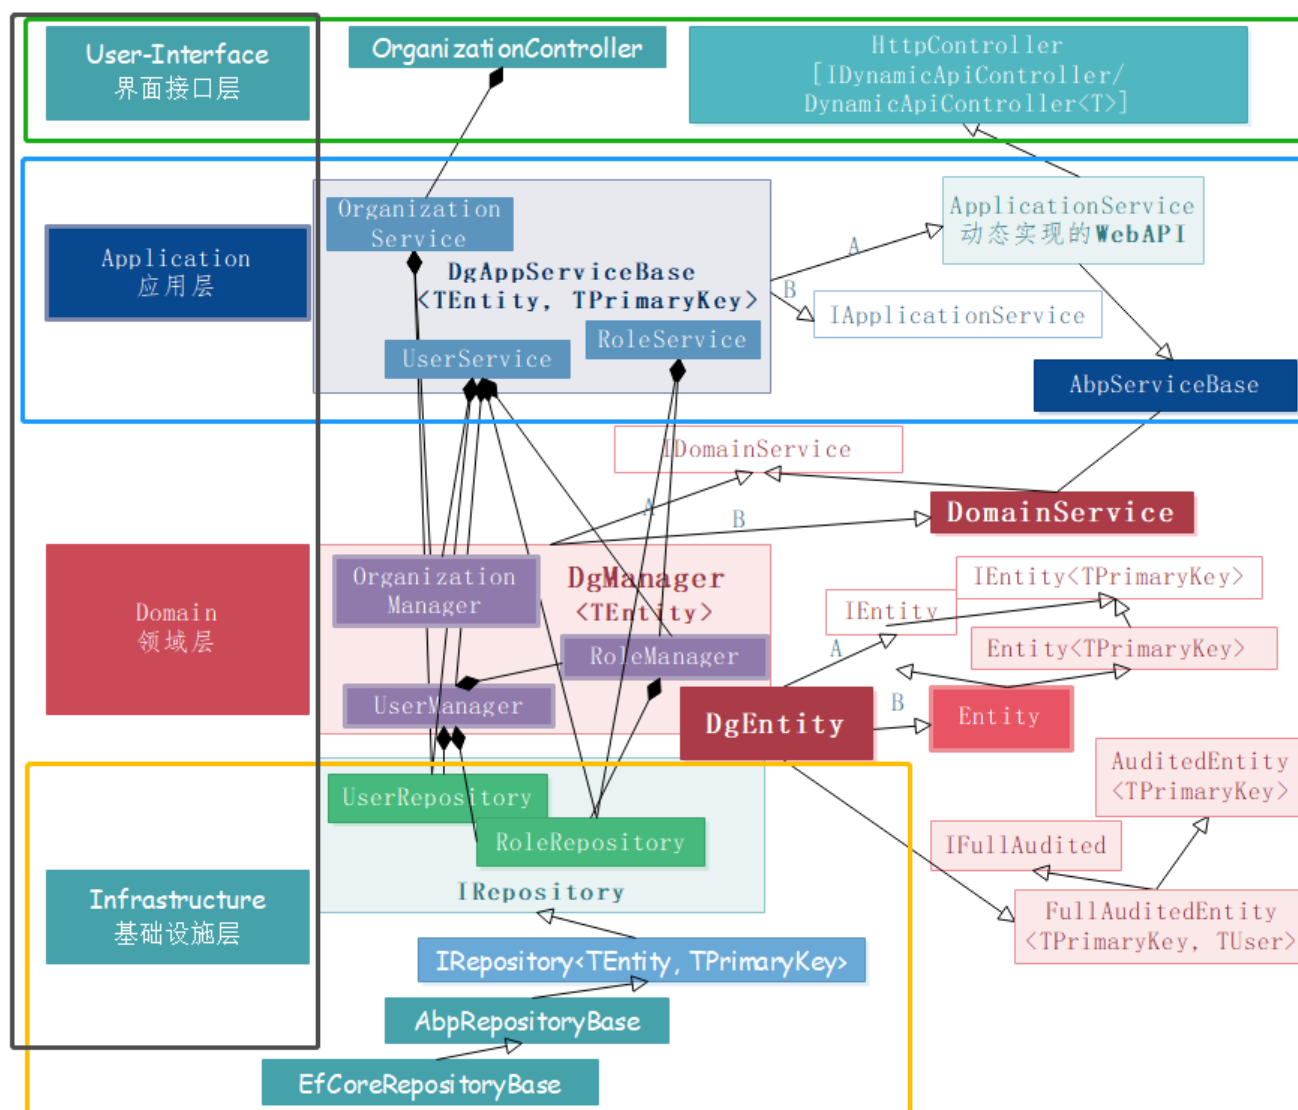 User-Interface
界面接口层
OrganizationController
HttpController
[IDynamicApiController/
DynamicApiController<T>]
Application
应用层
Organization
Service
DgAppServiceBase
<TEntity, TPrimaryKey>
RoleService
UserService
A
B
ApplicationService
动态实现的WebAPI
IApplicationService
AbpServiceBase
IDomainService
A
B
DomainService
Domain
领域层
Organization
Manager
DgManager
<TEntity>
RoleManager
UserManager
IEntity<TPrimaryKey>
IEntity
A
Entity<TPrimaryKey>
DgEntity
B
Entity
AuditedEntity
<TPrimaryKey>
IFullAudited
FullAuditedEntity
<TPrimaryKey, TUser>
Infrastructure
基础设施层
UserRepository
RoleRepository
IRepository
IRepository<TEntity, TPrimaryKey>
AbpRepositoryBase
EfCoreRepositoryBase